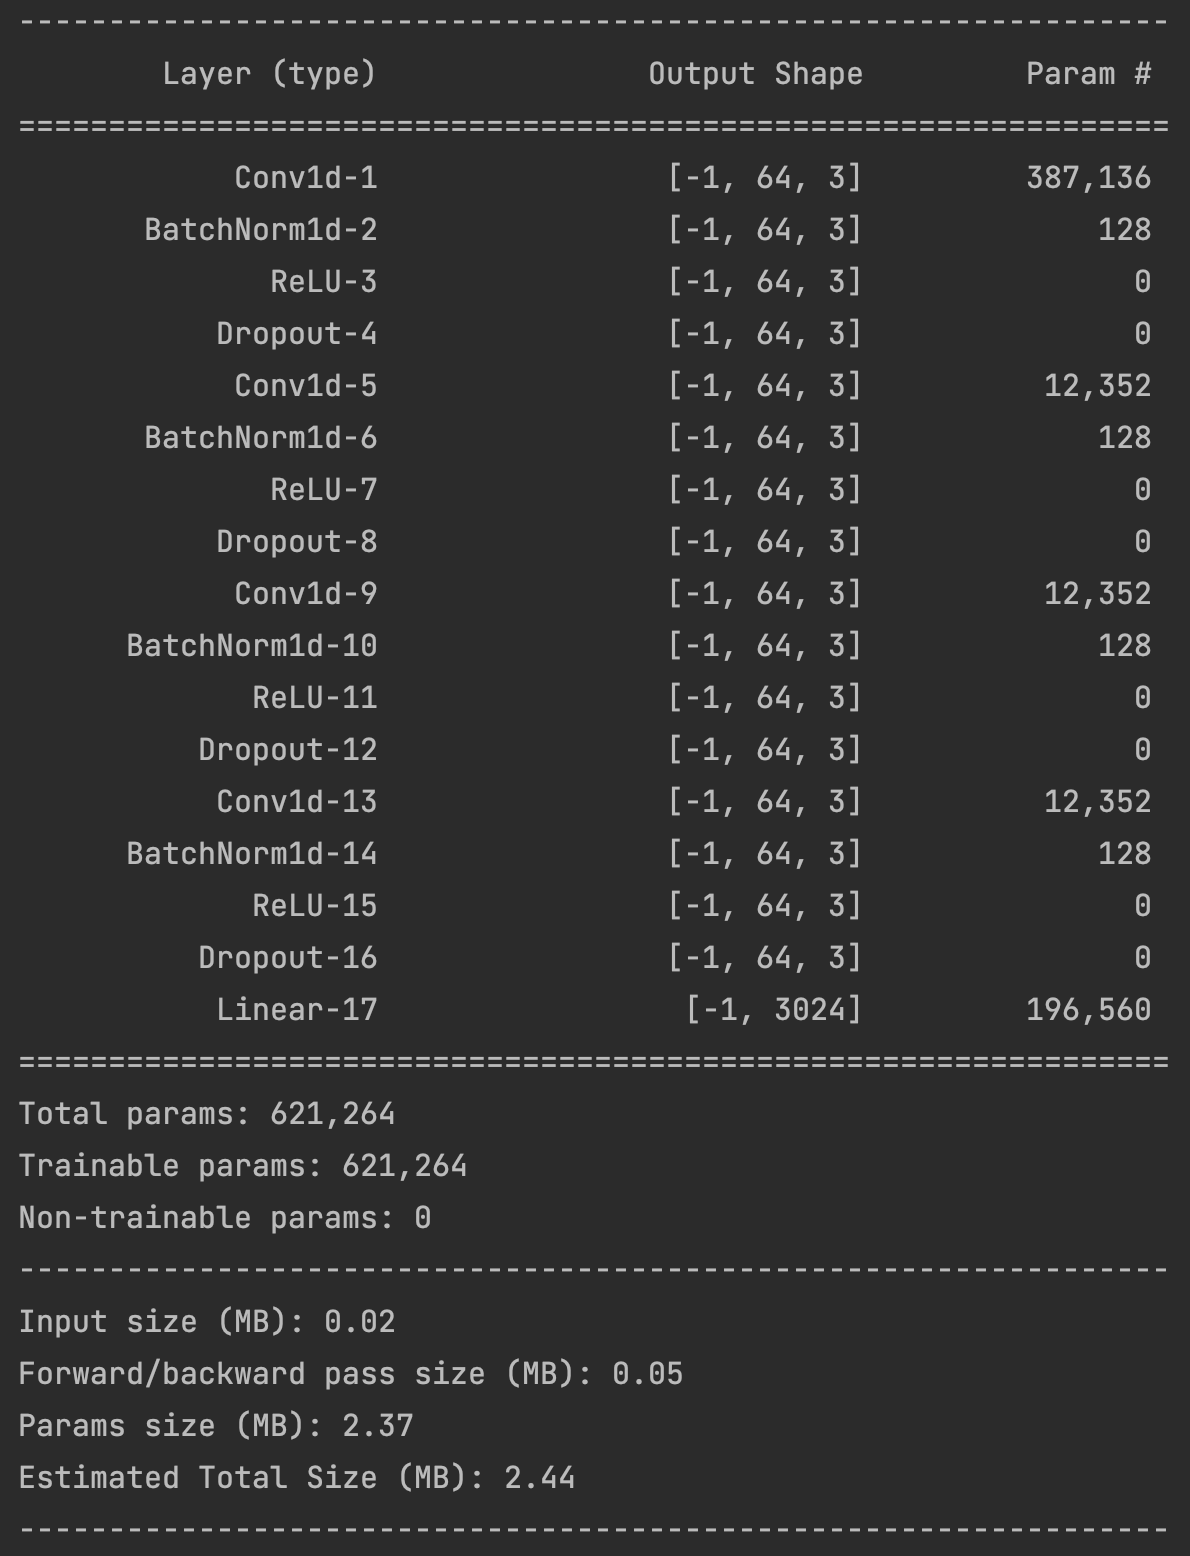 ----------------------------------------------------------------
Layer (type) Output Shape Param #
================================================================
Conv1d-1 [-1, 64, 3] 387,136
BatchNorm1d-2 [-1, 64, 3] 128
ReLU-3 [-1, 64, 3] 0
Dropout-4 [-1, 64, 3] 0
Conv1d-5 [-1, 64, 3] 12,352
BatchNorm1d-6 [-1, 64, 3] 128
ReLU-7 [-1, 64, 3] 0
Dropout-8 [-1, 64, 3] 0
Conv1d-9 [-1, 64, 3] 12,352
BatchNorm1d-10 [-1, 64, 3] 128
ReLU-11 [-1, 64, 3] 0
Dropout-12 [-1, 64, 3] 0
Conv1d-13 [-1, 64, 3] 12,352
BatchNorm1d-14 [-1, 64, 3] 128
ReLU-15 [-1, 64, 3] 0
Dropout-16 [-1, 64, 3] 0
Linear-17 [-1, 3024] 196,560
================================================================
Total params: 621,264
Trainable params: 621,264
Non-trainable params: 0
----------------------------------------------------------------
Input size (MB): 0.02
Forward/backward pass size (MB): 0.05
Params size (MB): 2.37
Estimated Total Size (MB): 2.44
----------------------------------------------------------------